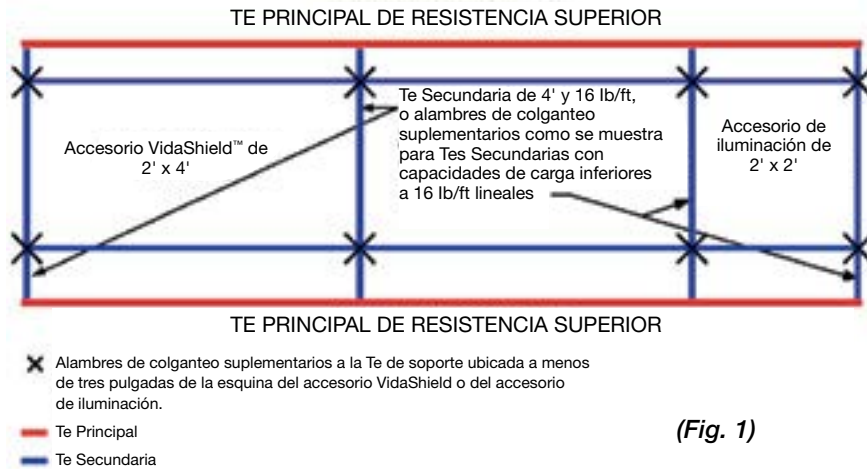 TE PRINCIPAL DE RESISTENCIA SUPERIOR
Te Secundaria de 4' y 16 lb/ft,
o alambres de colganteo
suplementarios como se muestra
para Tes Secundarias con
capacidades de carga inferiores
a 16 lb/ft lineales
Accesorio VidaShield™ de
2' x 4'
Accesorio de
iluminación de
2' x 2'
TE PRINCIPAL DE RESISTENCIA SUPERIOR
Alambres de colganteo suplementarios a la Te de soporte ubicada a menos
de tres pulgadas de la esquina del accesorio VidaShield o del accesorio
de iluminación.
Te Principal
Te Secundaria
(Fig. 1)